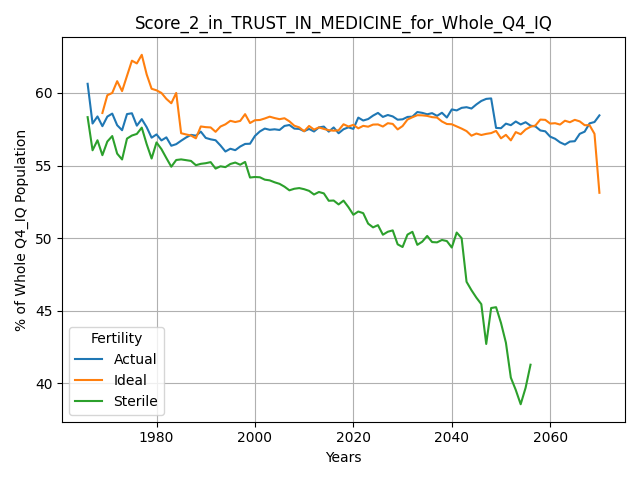 Score_2_in_TRUST_IN_MEDICINE_for_Whole_Q4_IQ
% of Whole Q4_IQ Population
60
55
50
45
40
Fertility
Actual
Ideal
Sterile
1980
2000
2020
2040
2060
Years